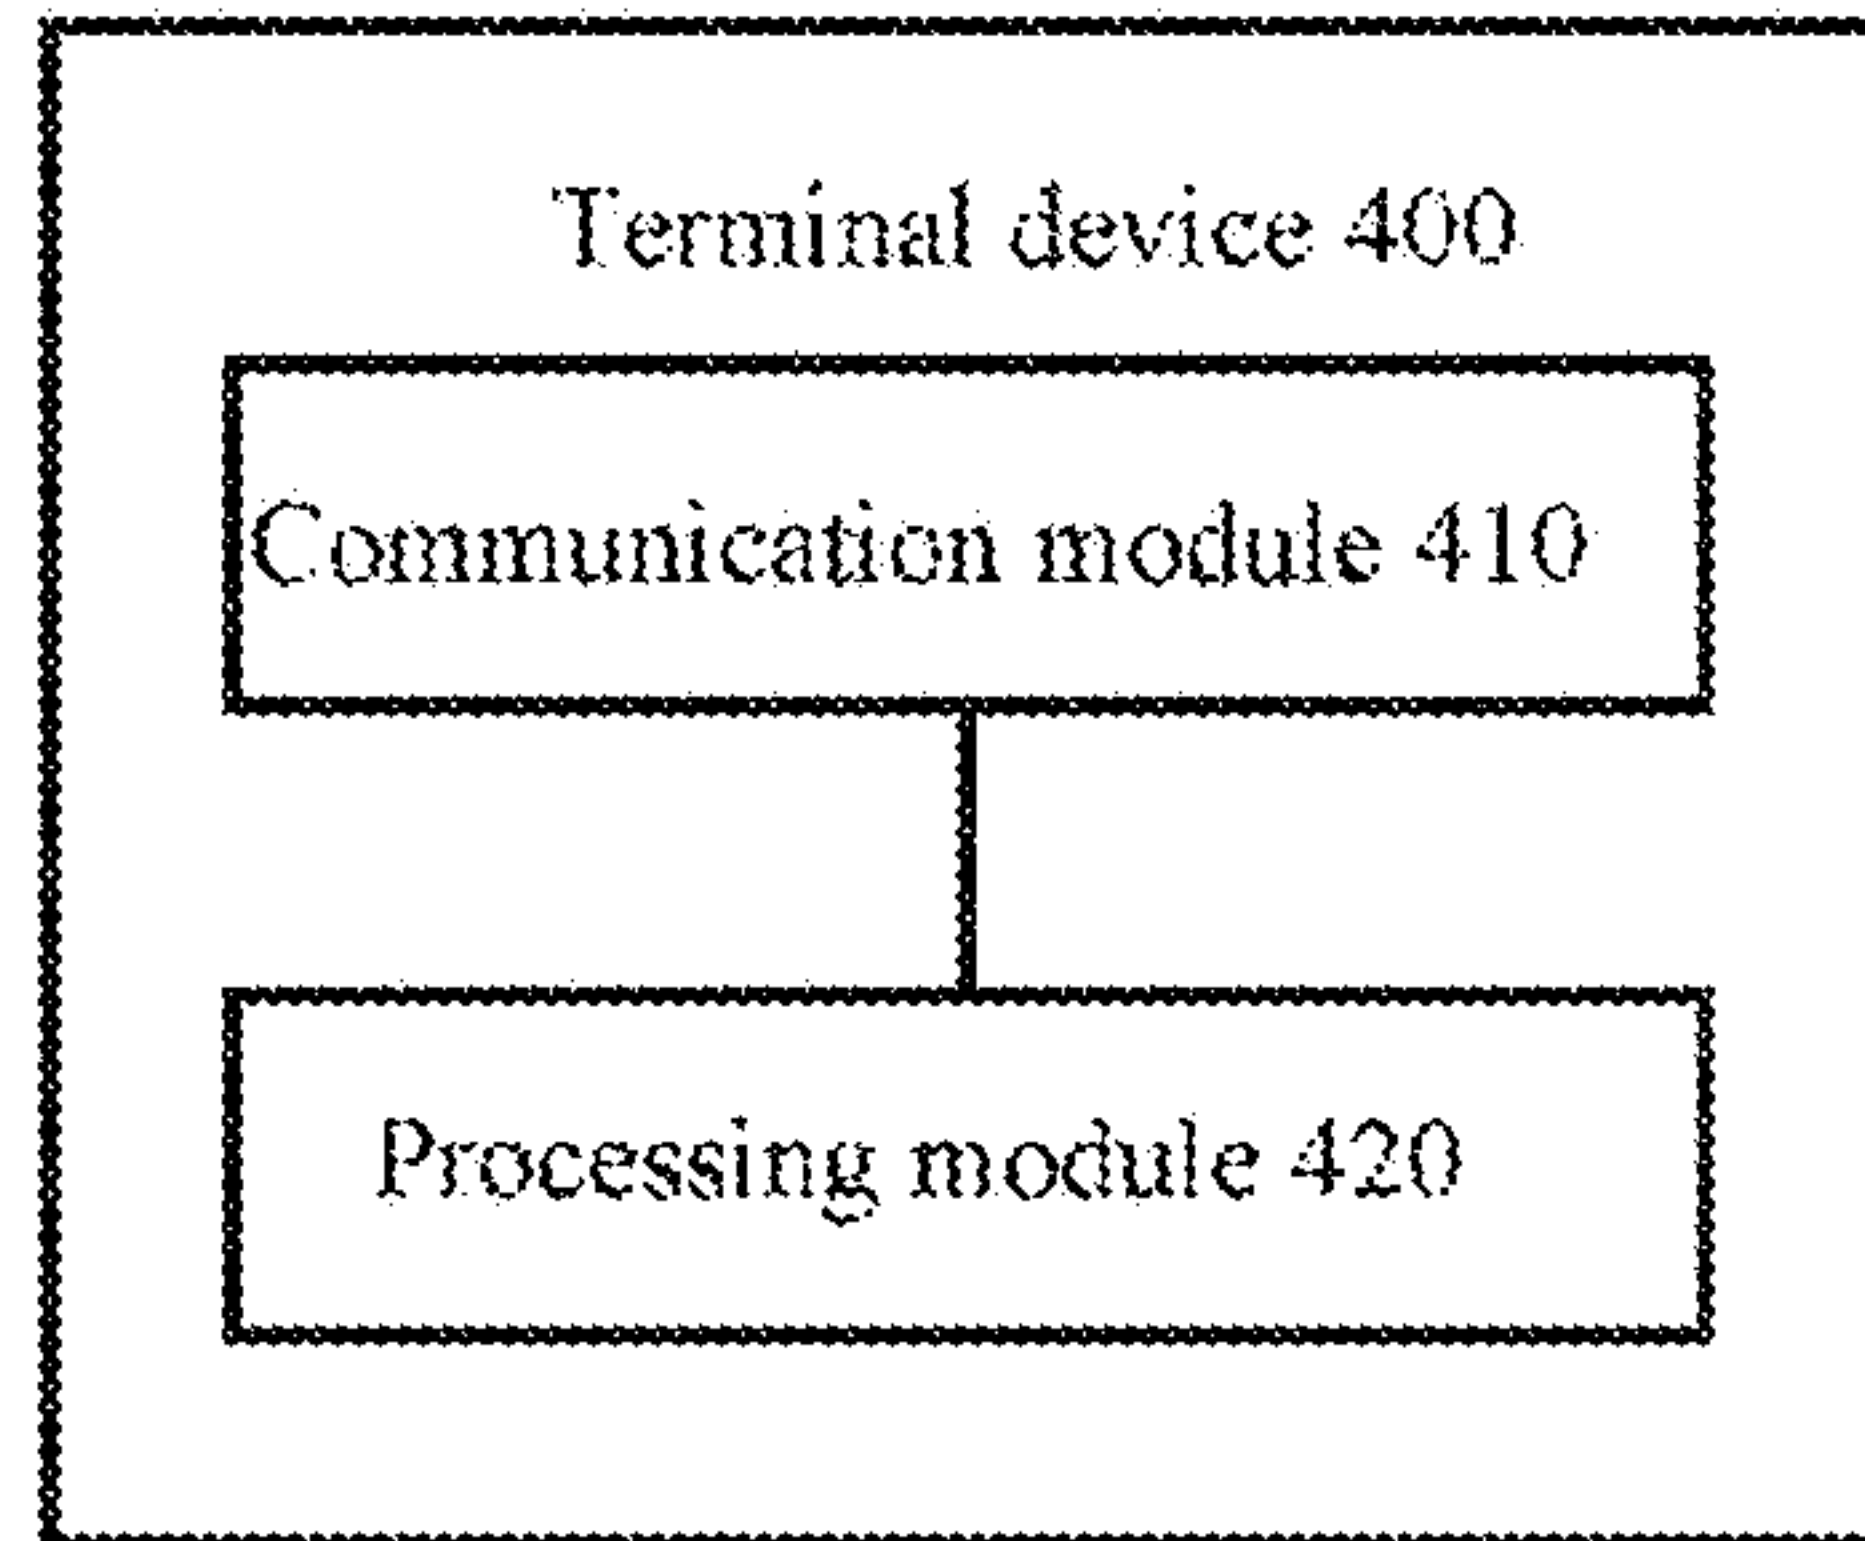 Terminal device 400
Communication module 410
Processing module 420